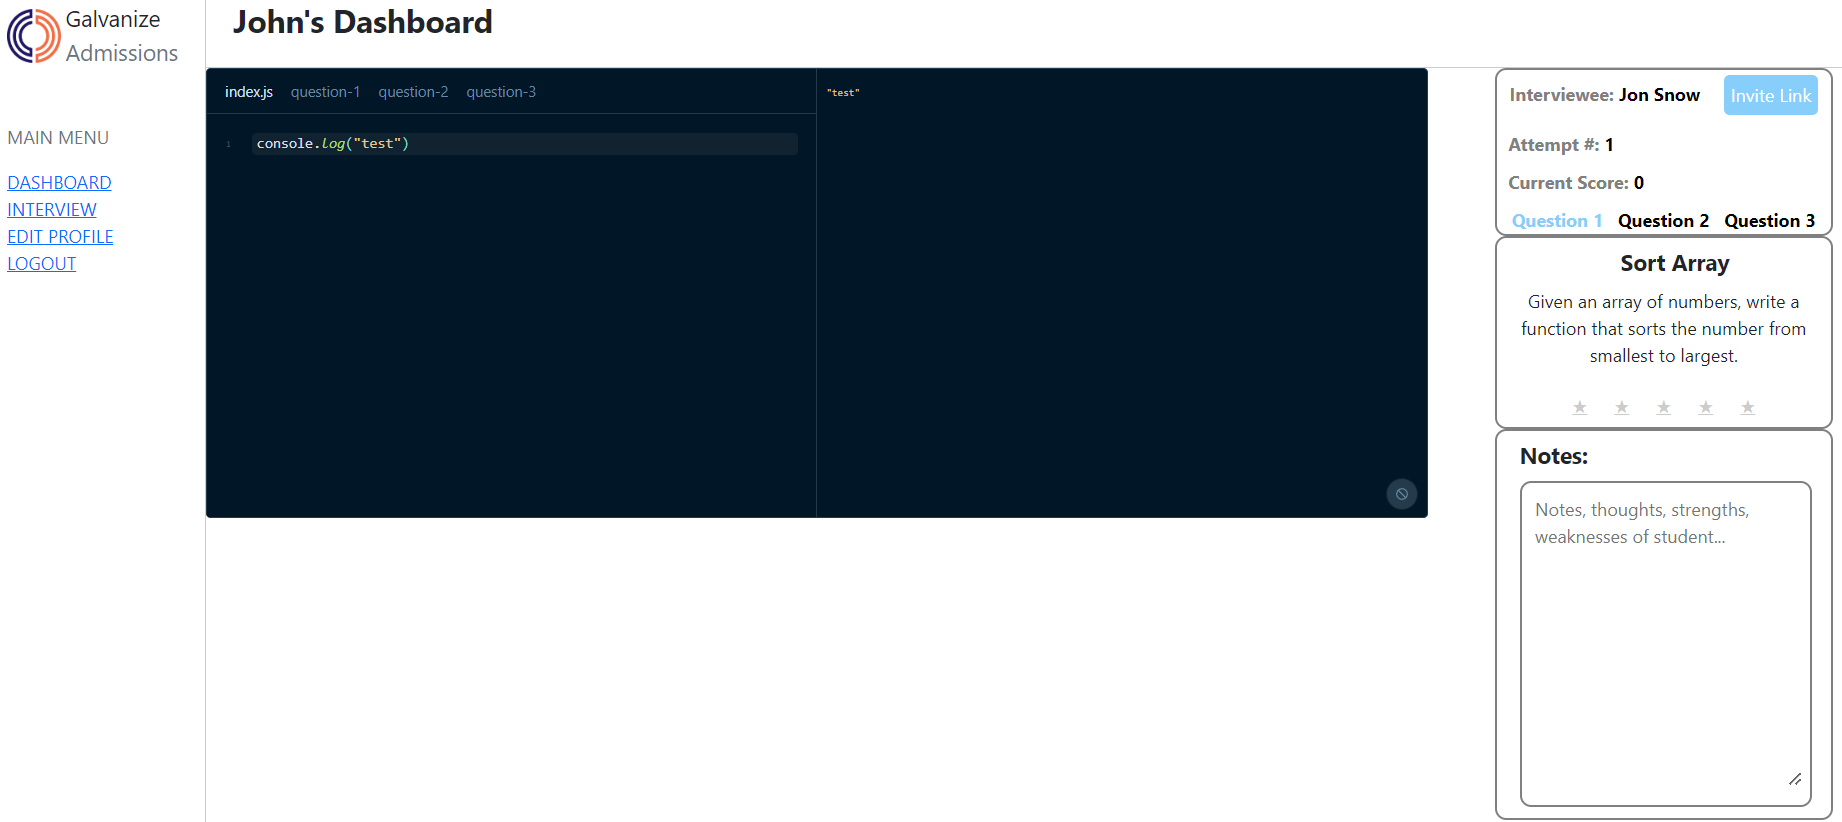 Galvanize
Admissions
John's Dashboard
MAIN MENU
DASHBOARD
INTERVIEW
EDIT PROFILE
LOGOUT
index.js question-1 question-2 question-3
1 console.log("test")
"test"
Interviewee: Jon Snow Invite Link
Attempt #: 1
Current Score: 0
Question 1 Question 2 Question 3
Sort Array
Given an array of numbers, write a
function that sorts the number from
smallest to largest.
★ ★ ★ ★ ★
Notes:
Notes, thoughts, strengths,
weaknesses of student...